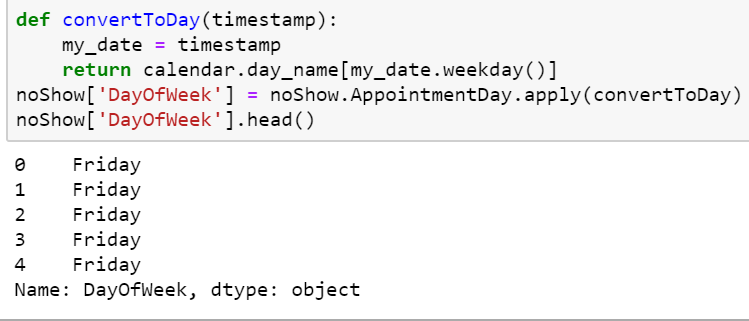 def convertToDay(timestamp):
    my_date = timestamp
    return calendar.day_name[my_date.weekday()]
noShow['DayOfWeek'] = noShow.AppointmentDay.apply(convertToDay)
noShow['DayOfWeek'].head()
0    Friday
1    Friday
2    Friday
3    Friday
4    Friday
Name: DayOfWeek, dtype: object